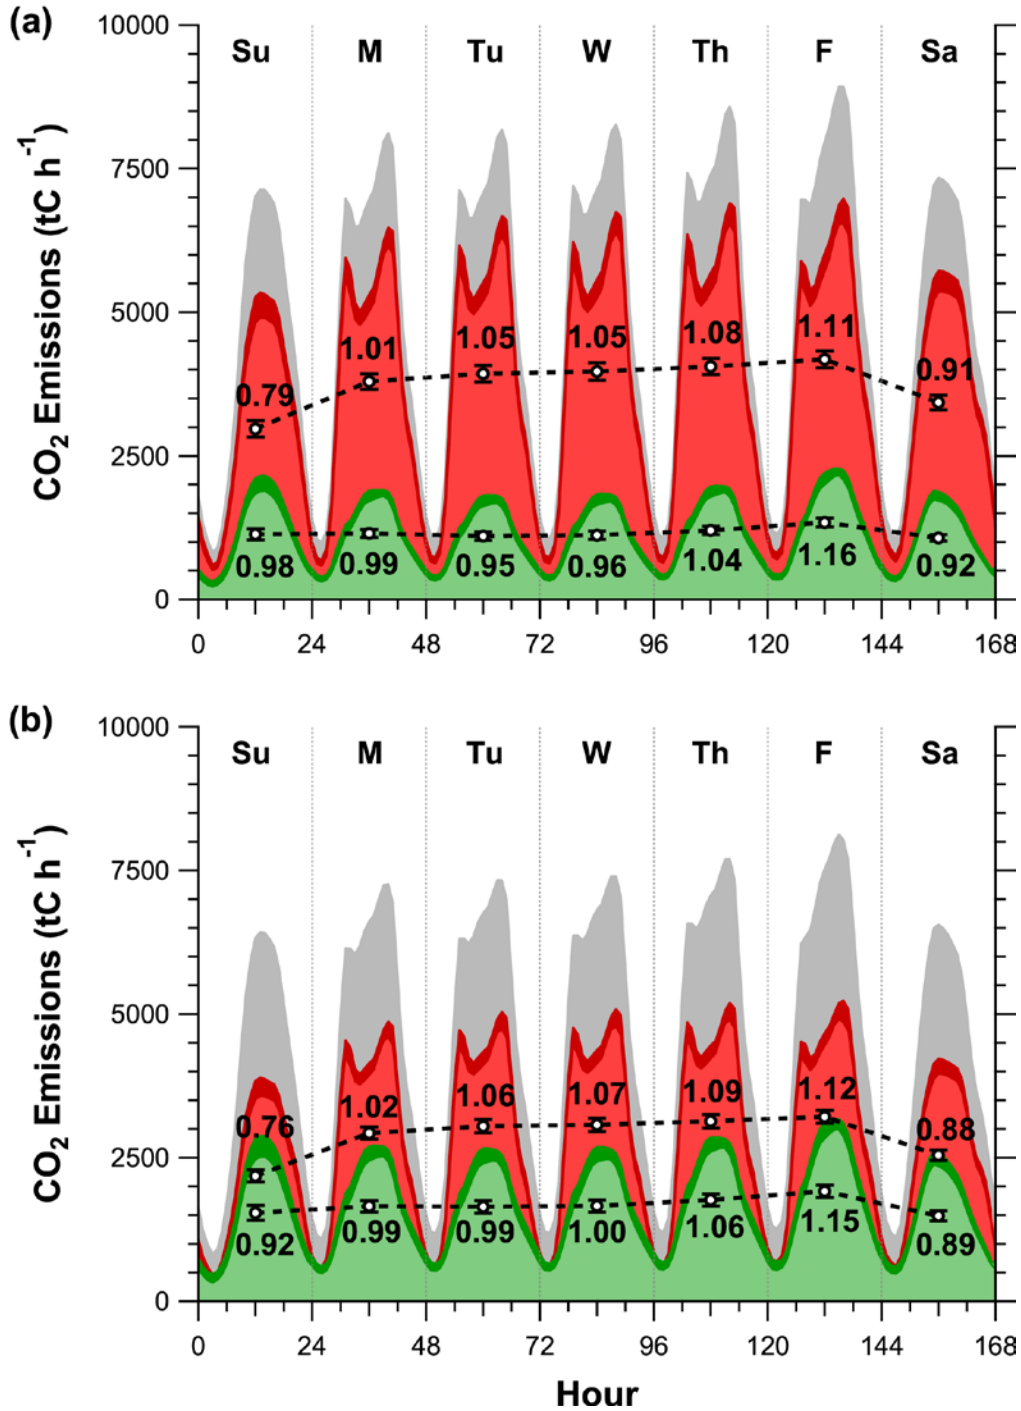 (a)
10000
7500
5000
2500
0
CO₂ Emissions (tC h⁻¹)
Su M Tu W Th F Sa
0.79 1.01 1.05 1.05 1.08 1.11 0.91
0.98 0.99 0.95 0.96 1.04 1.16 0.92
0 24 48 72 96 120 144 168
(b)
10000
7500
5000
2500
0
CO₂ Emissions (tC h⁻¹)
Su M Tu W Th F Sa
0.76 1.02 1.06 1.07 1.09 1.12 0.88
0.92 0.99 0.99 1.00 1.06 1.15 0.89
0 24 48 72 96 120 144 168
Hour